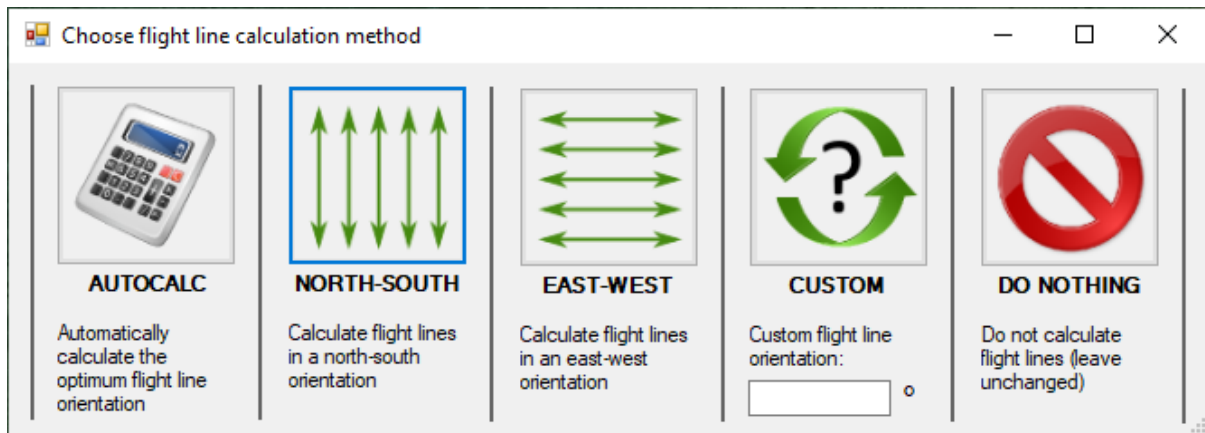 Choose flight line calculation method
?
AUTOCALC
Automatically
calculate the
optimum flight line
orientation
NORTH-SOUTH
Calculate flight lines
in a north-south
orientation
EAST-WEST
Calculate flight lines
in an east-west
orientation
CUSTOM
Custom flight line
orientation:
o
DO NOTHING
Do not calculate
flight lines (leave
unchanged)